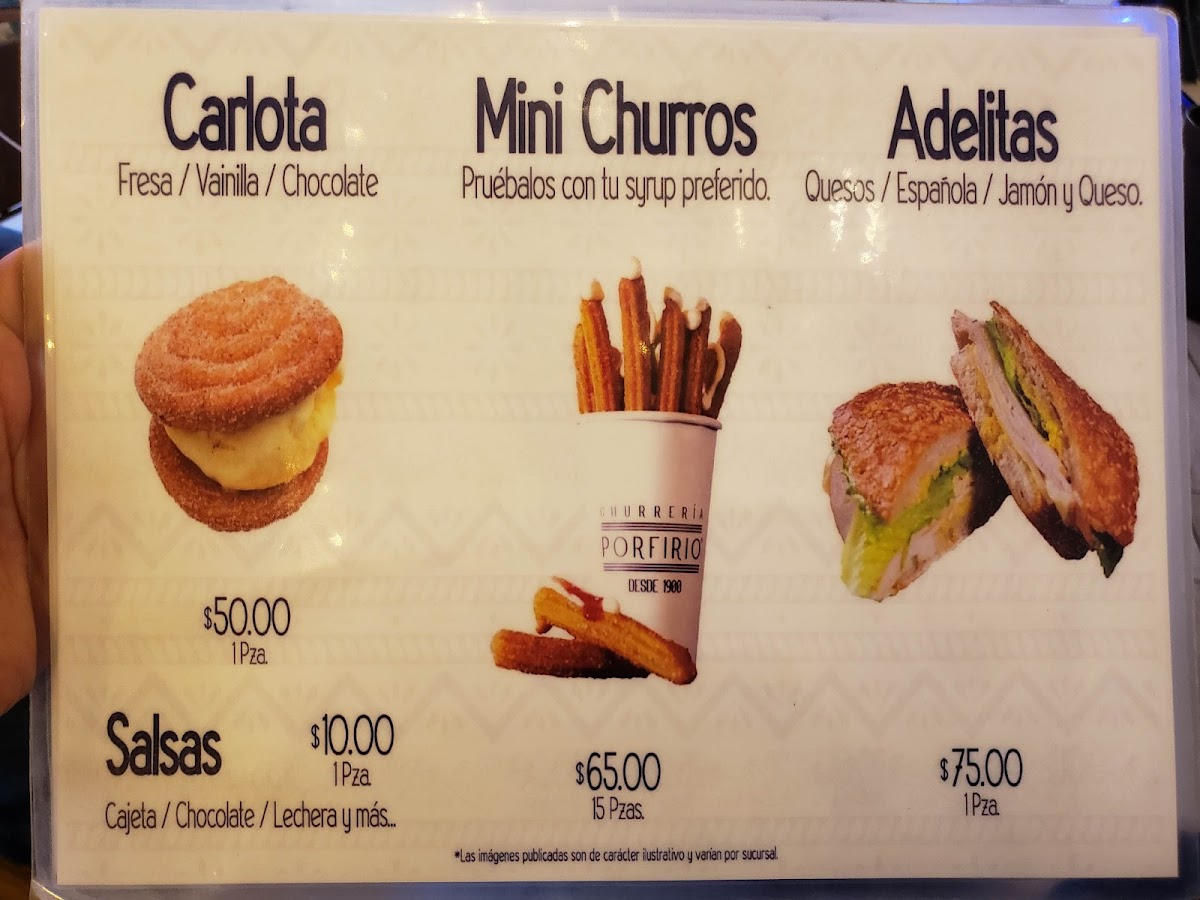 Carlota
Fresa / Vainilla / Chocolate
$50.00
1 Pza.
Salsas
$10.00
1 Pza.
Cajeta / Chocolate / Lechera y más...
Mini Churros
Pruébalos con tu syrup preferido.
CHURRERÍA
PORFIRIO®
DESDE 1900
$65.00
15 Pzas.
Adelitas
Quesos / Española / Jamón y Queso.
$75.00
1 Pza.
*Las imágenes publicadas son de carácter ilustrativo y varían por sucursal.